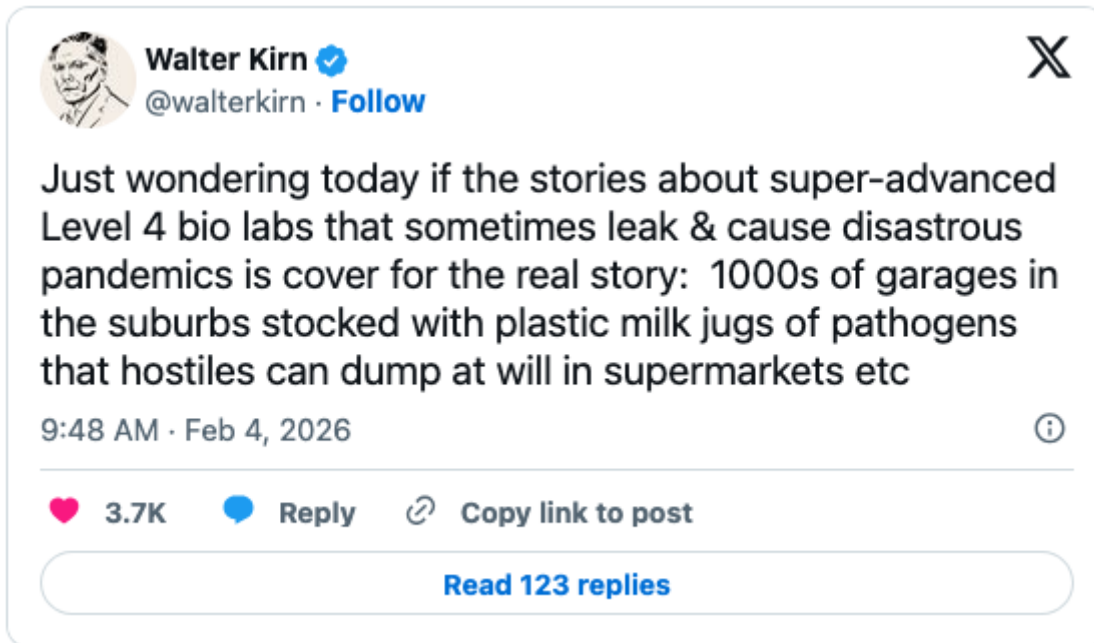 Walter Kirn
@walterkirn · Follow
Just wondering today if the stories about super-advanced
Level 4 bio labs that sometimes leak & cause disastrous
pandemics is cover for the real story:  1000s of garages in
the suburbs stocked with plastic milk jugs of pathogens
that hostiles can dump at will in supermarkets etc
9:48 AM · Feb 4, 2026
3.7K Reply Copy link to post
Read 123 replies